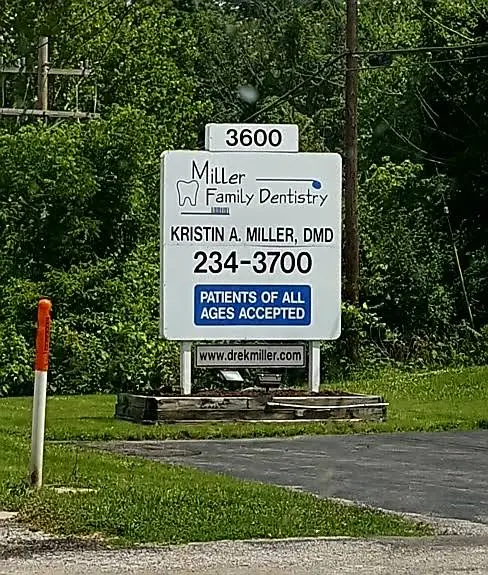 3600
Miller
Family Dentistry
KRISTIN A. MILLER, DMD
234-3700
PATIENTS OF ALL
AGES ACCEPTED
www.drekmiller.com